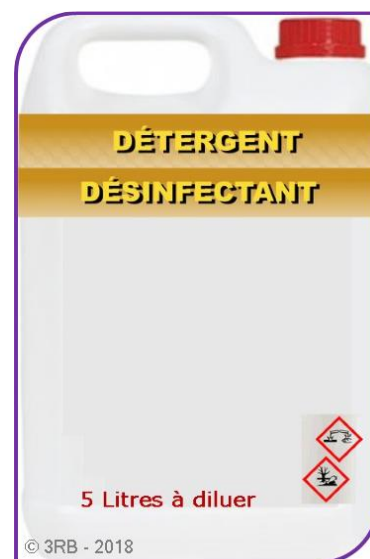 DÉTERGENT
DÉSINFECTANT
5 Litres à diluer
© 3RB - 2018